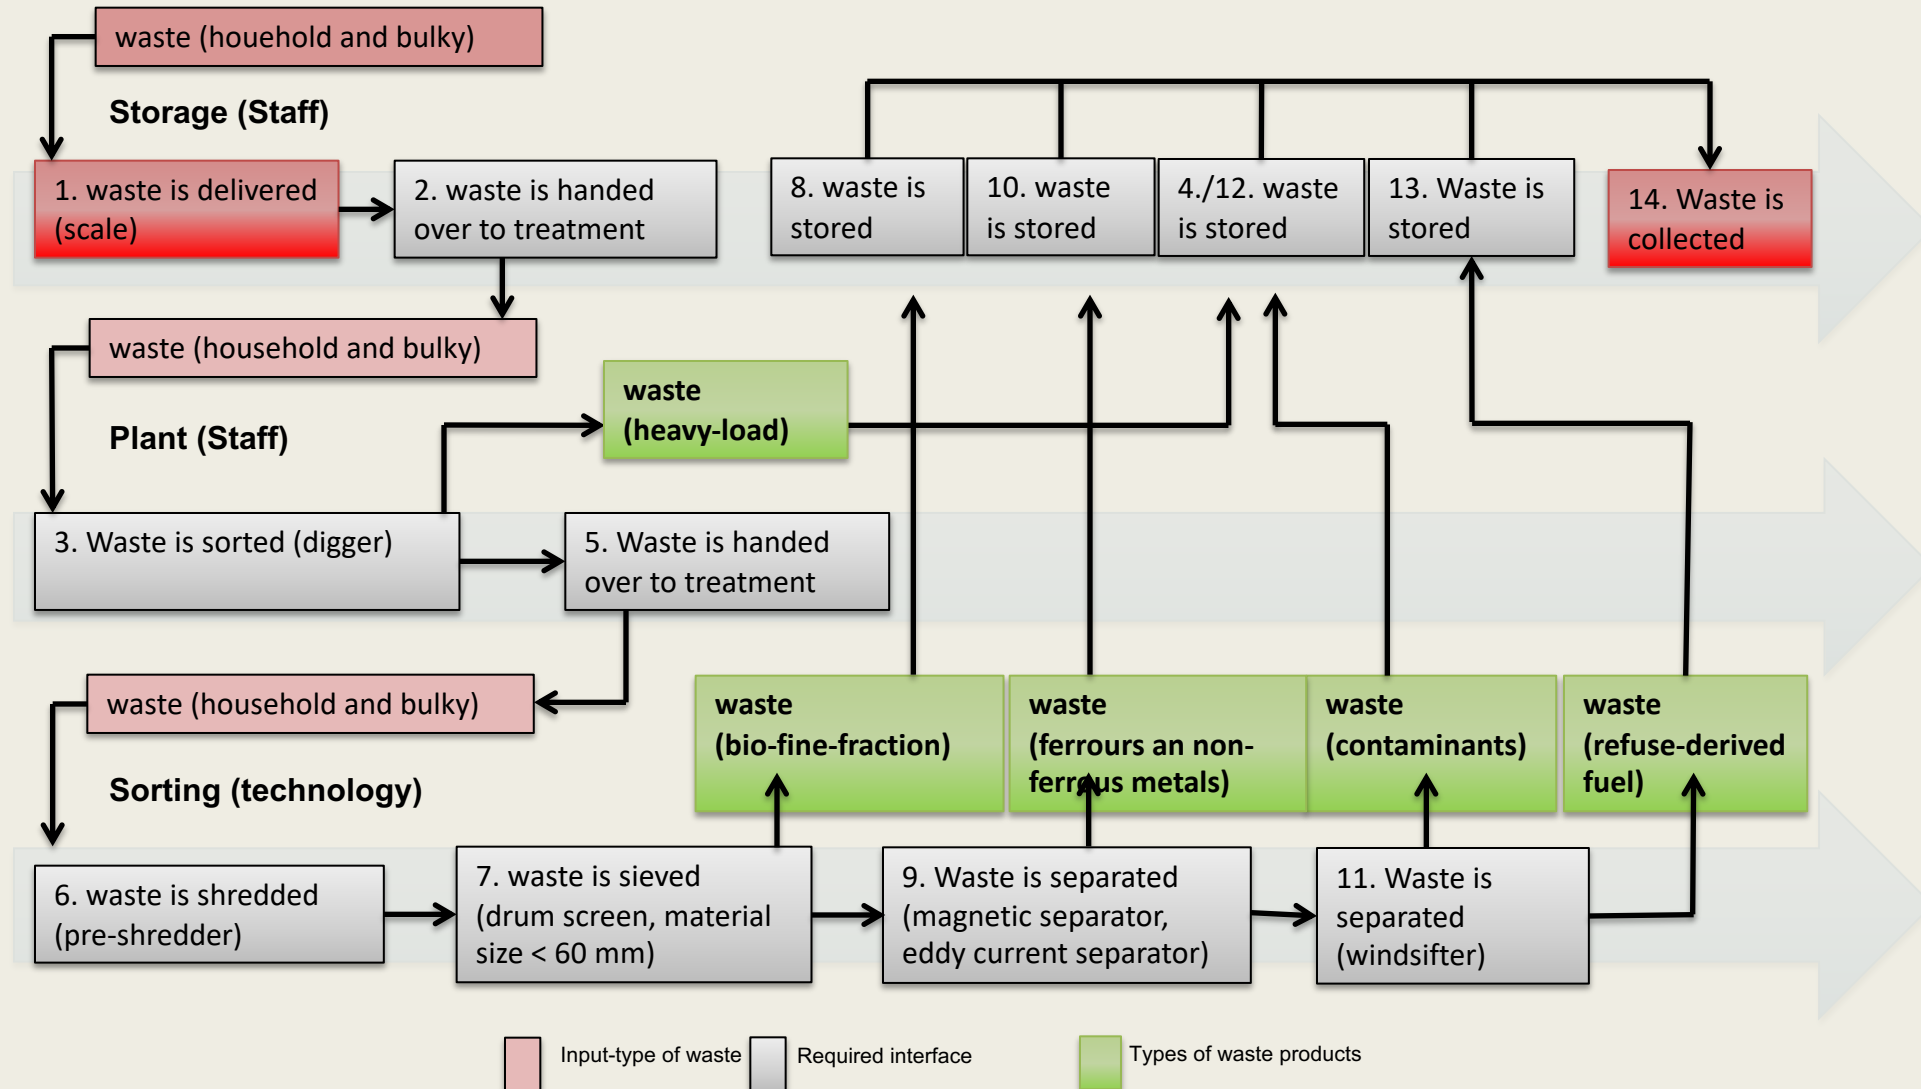 waste (houehold and bulky)
Storage (Staff)
1. waste is delivered
(scale)
2. waste is handed
over to treatment
8. waste is
stored
10. waste
is stored
4./12. waste
is stored
13. Waste is
stored
14. Waste is
collected
waste (household and bulky)
waste
(heavy-load)
Plant (Staff)
3. Waste is sorted (digger)
5. Waste is handed
over to treatment
waste (household and bulky)
waste
(bio-fine-fraction)
waste
(ferrours an non-
ferrous metals)
waste
(contaminants)
waste
(refuse-derived
fuel)
Sorting (technology)
6. waste is shredded
(pre-shredder)
7. waste is sieved
(drum screen, material
size < 60 mm)
9. Waste is separated
(magnetic separator,
eddy current separator)
11. Waste is
separated
(windsifter)
Input-type of waste
Required interface
Types of waste products